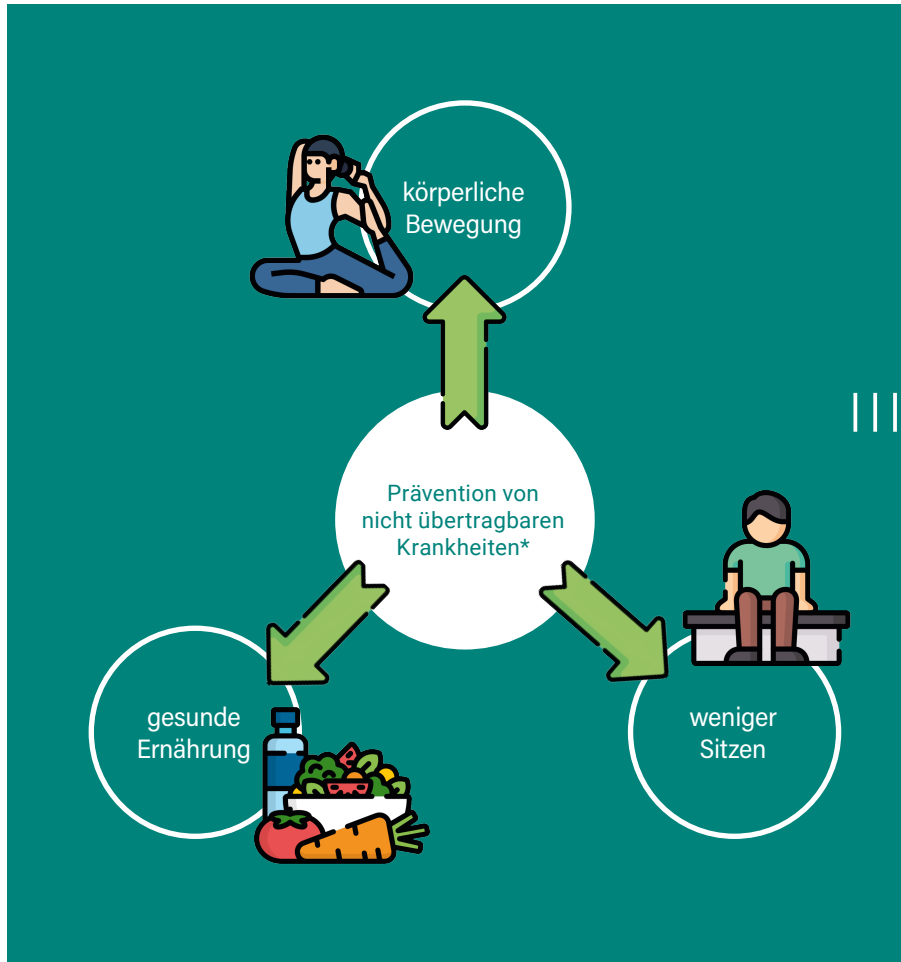 körperliche
Bewegung
Prävention von
nicht übertragbaren
Krankheiten*
gesunde
Ernährung
weniger
Sitzen